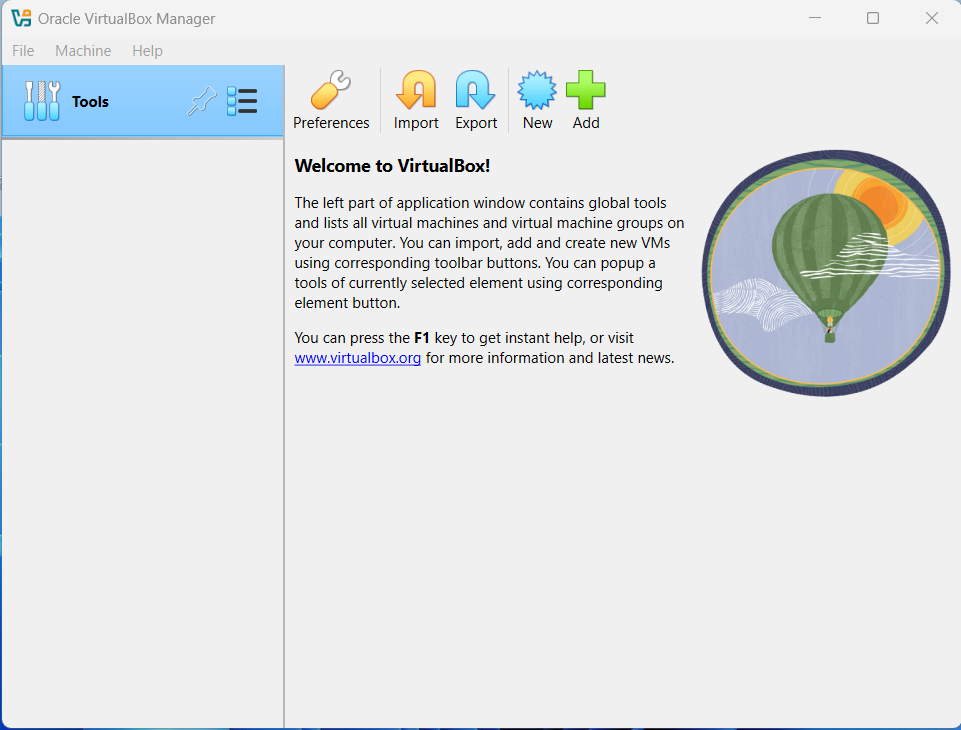 Oracle VirtualBox Manager
File Machine Help
Tools
Preferences Import Export New Add
Welcome to VirtualBox!
The left part of application window contains global tools
and lists all virtual machines and virtual machine groups on
your computer. You can import, add and create new VMs
using corresponding toolbar buttons. You can popup a
tools of currently selected element using corresponding
element button.
You can press the F1 key to get instant help, or visit
www.virtualbox.org for more information and latest news.